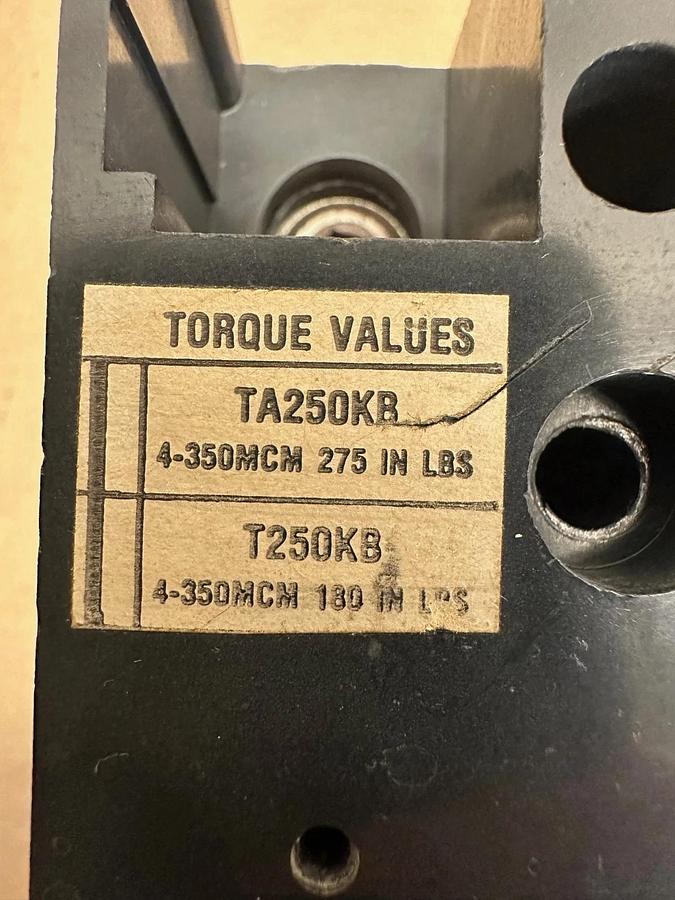 TORQUE VALUES
TA250KB
4-350MCM 275 IN LBS
T250KB
4-350MCM 180 IN LBS